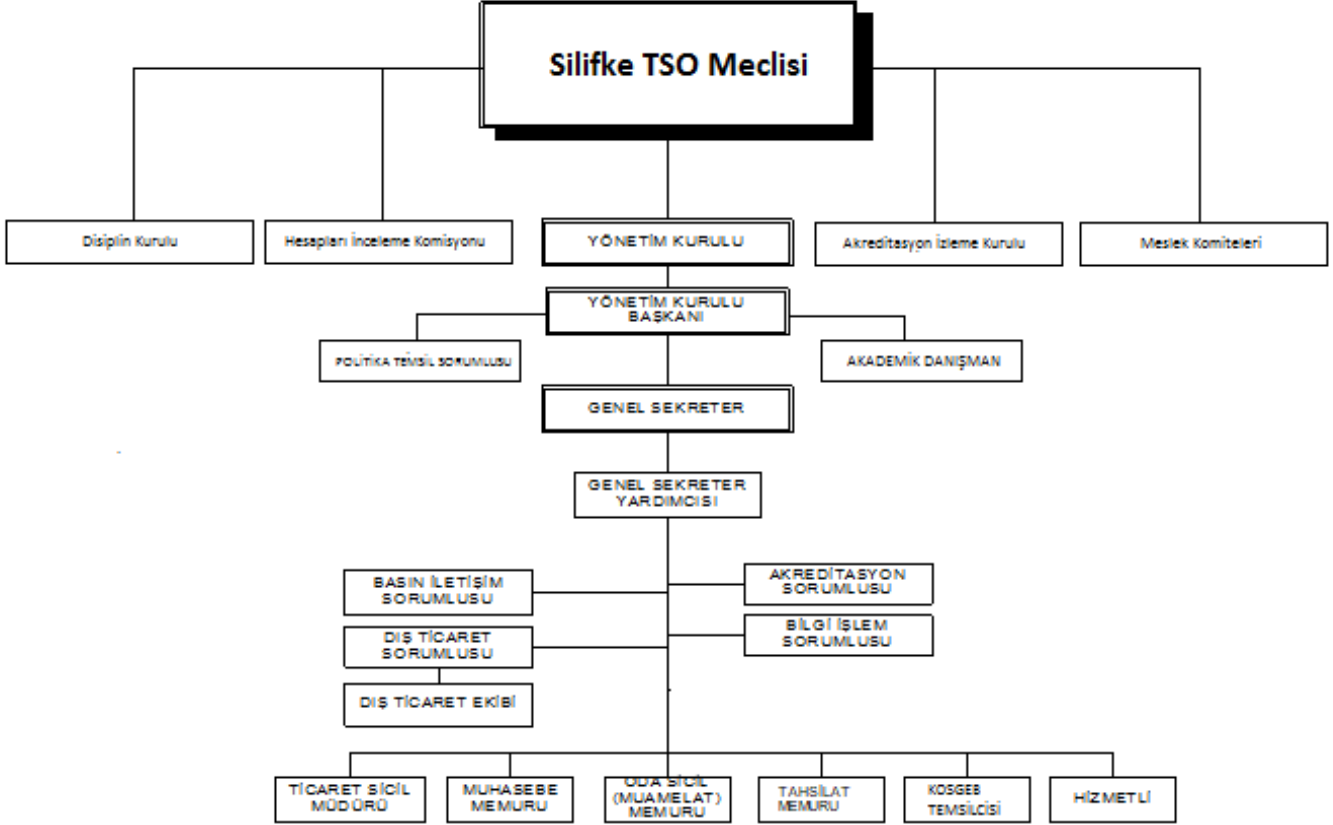 Silifke TSO Meclisi
Disiplin Kurulu
Hesapları İnceleme Komisyonu
YÖNETİM KURULU
Akreditasyon İzleme Kurulu
Meslek Komiteleri
YÖNETİM KURULU
BAŞKANI
POLİTİKA TEMSİL SORUMLUSU
AKADEMİK DANIŞMAN
GENEL SEKRETER
GENEL SEKRETER
YARDIMCISI
BASIN İLETİŞİM
SORUMLUSU
AKREDİTASYON
SORUMLUSU
DIŞ TİCARET
SORUMLUSU
BİLGİ İŞLEM
SORUMLUSU
DIŞ TİCARET EKİBİ
TİCARET SİCİL
MÜDÜRÜ
MUHASEBE
MEMURU
ODA SİCİL
(MUAMELAT)
MEMURU
TAHSİLAT
MEMURU
KOSGEB
TEMSİLCİSİ
HİZMETLİ